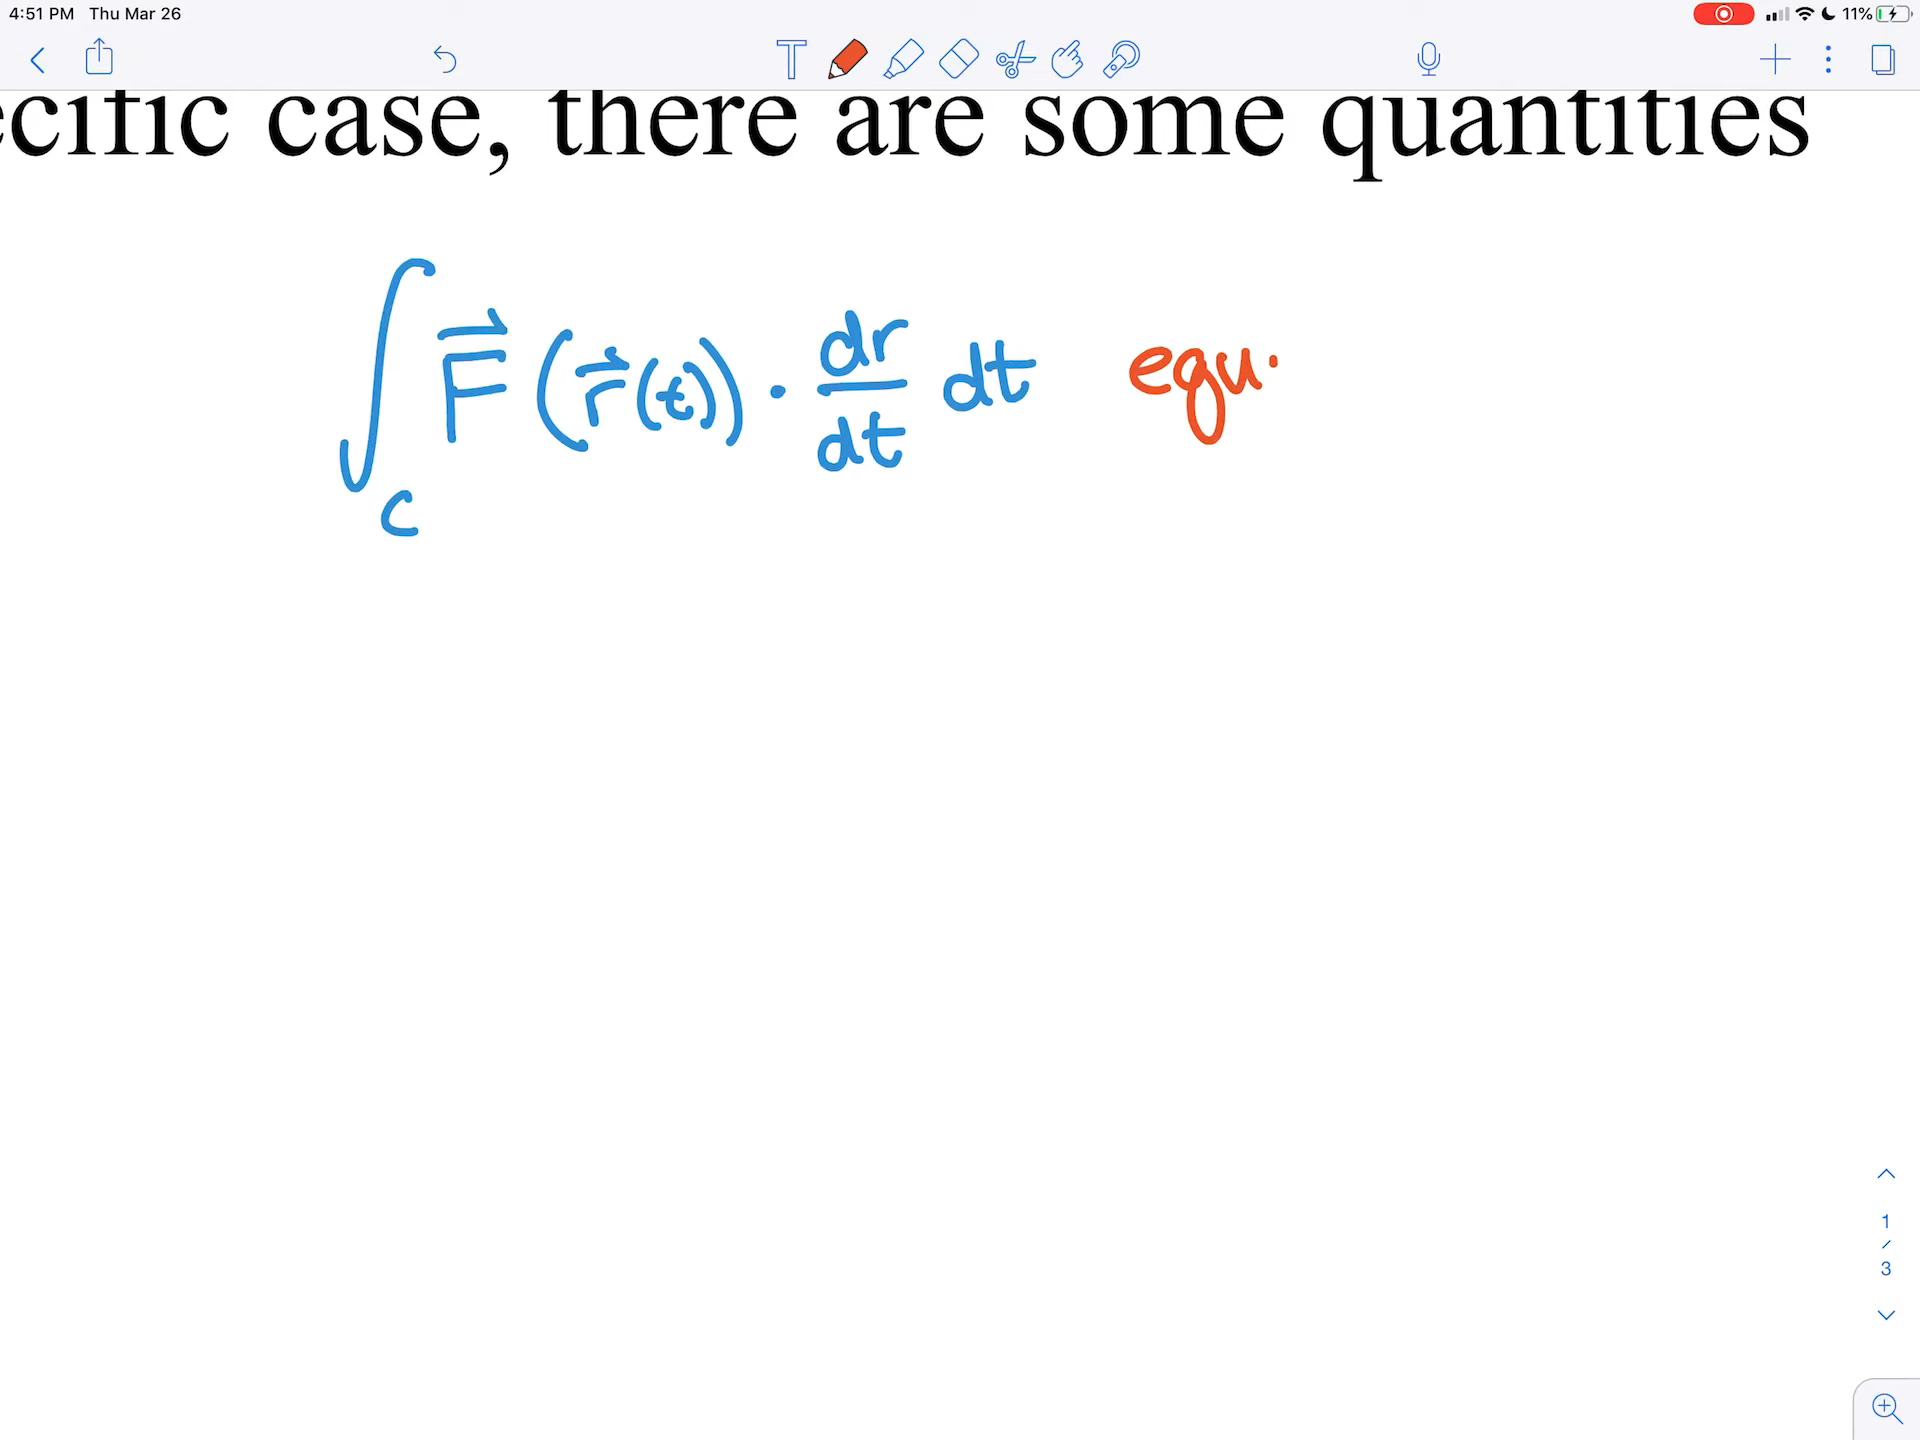 4:51 PM Thu Mar 26 11%
ecific case, there are some quantities
∫_C F⃗(r⃗(t)) · dr/dt dt equ.
1
/
3